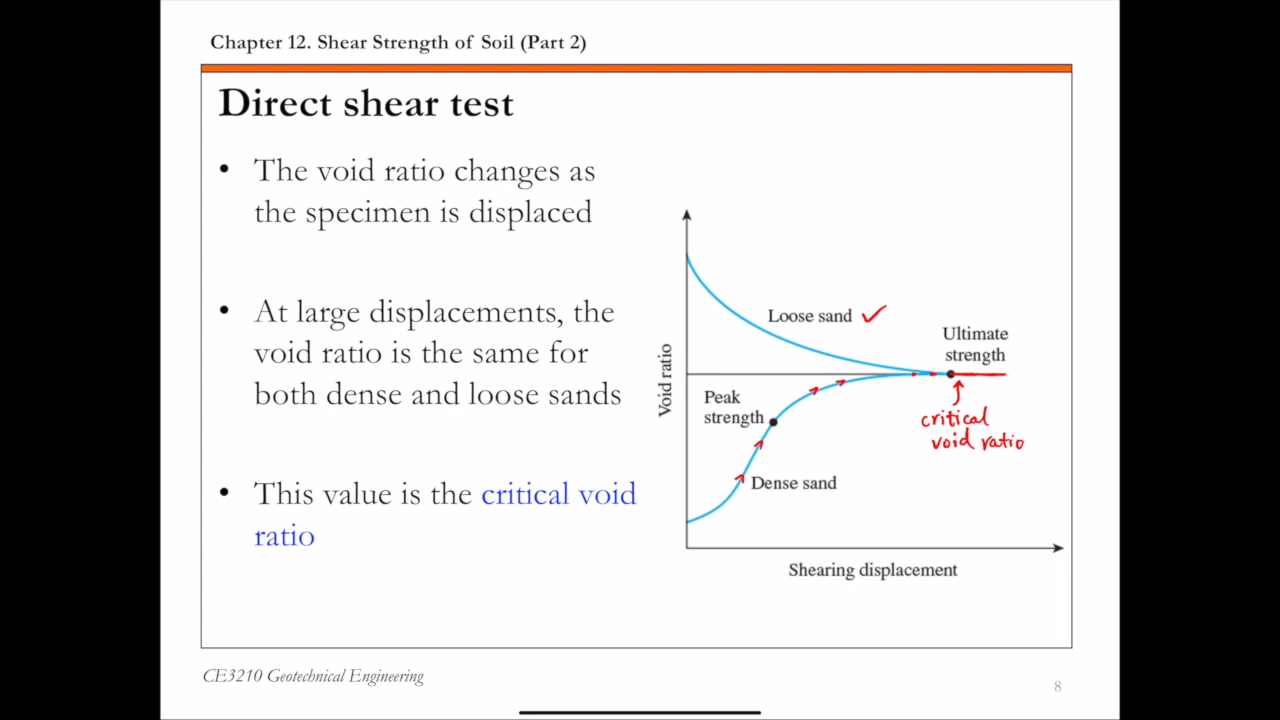 Chapter 12. Shear Strength of Soil (Part 2)
Direct shear test
• The void ratio changes as
the specimen is displaced
• At large displacements, the
void ratio is the same for
both dense and loose sands
• This value is the critical void
ratio
Void ratio
Loose sand
Ultimate
strength
Peak
strength
critical
void ratio
Dense sand
Shearing displacement
CE3210 Geotechnical Engineering
8